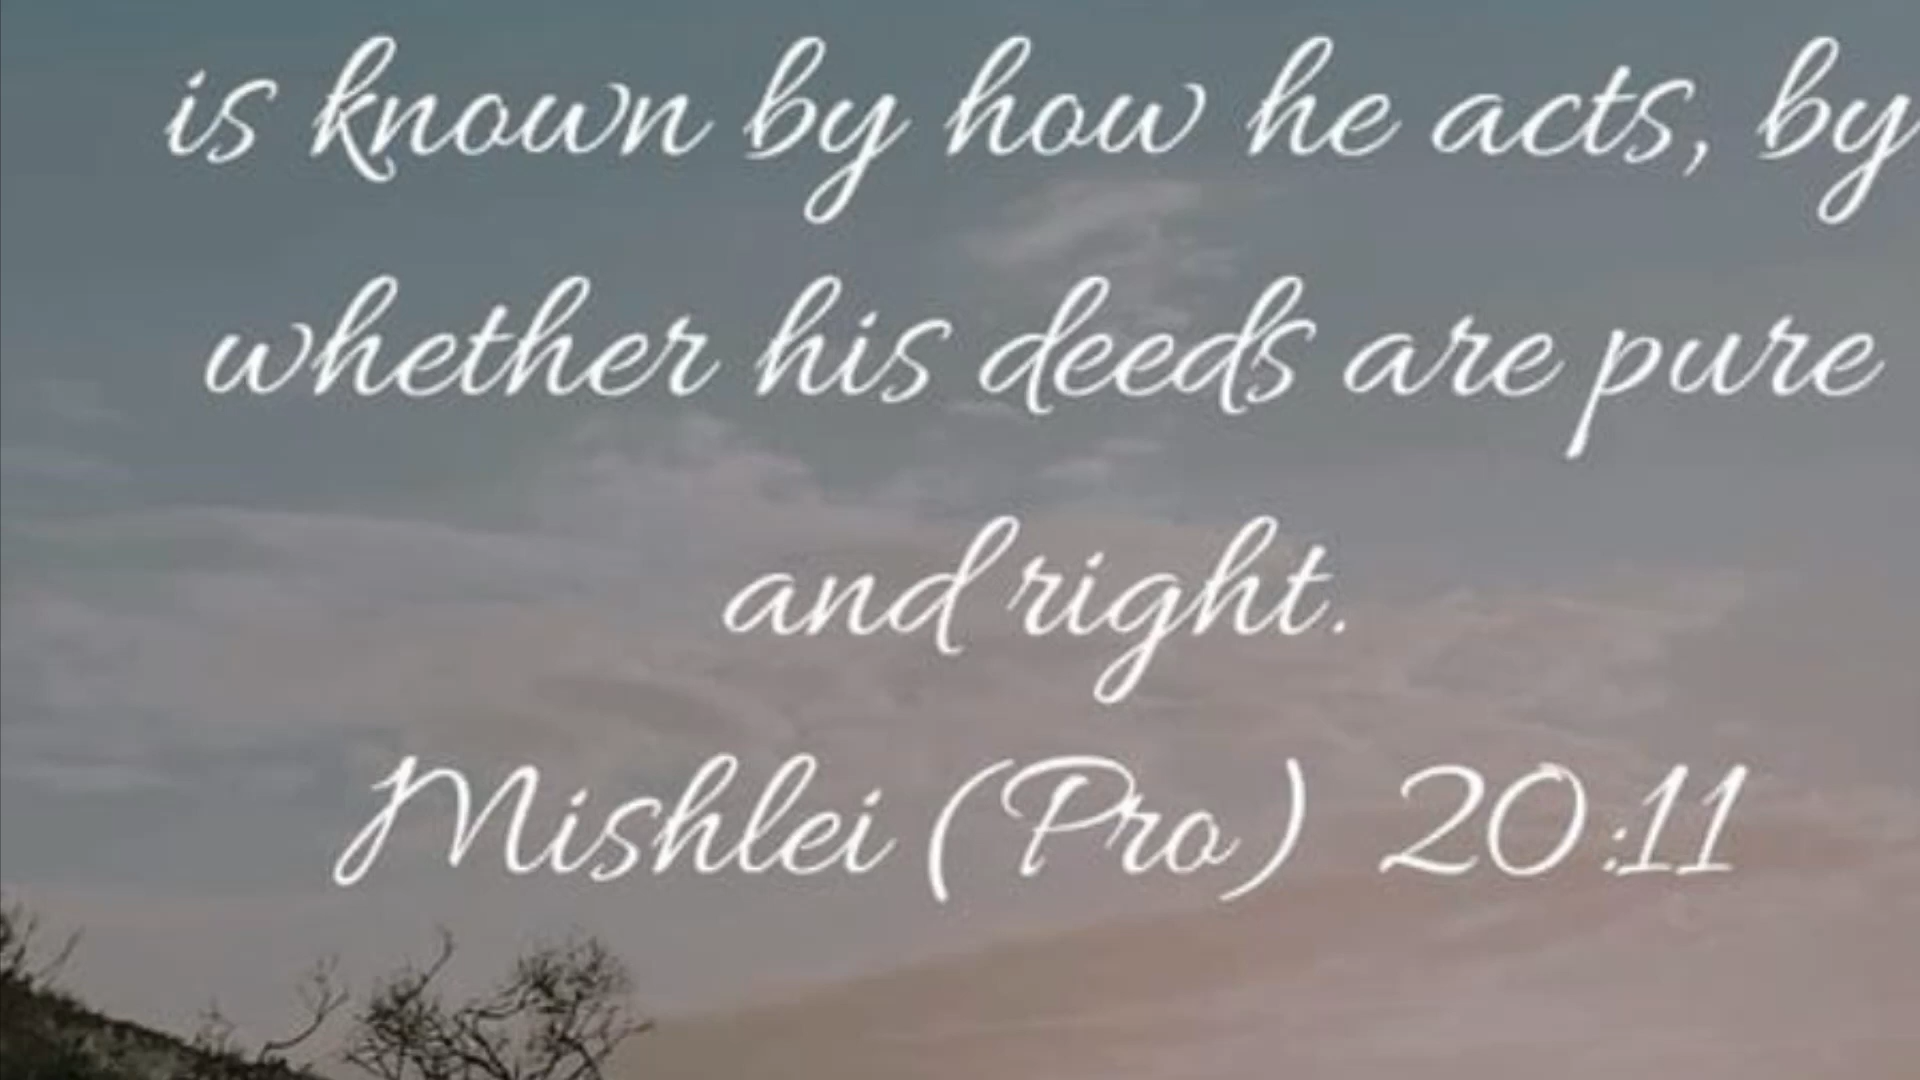 is known by how he acts, by
whether his deeds are pure
and right.
Mishlei (Pro) 20:11